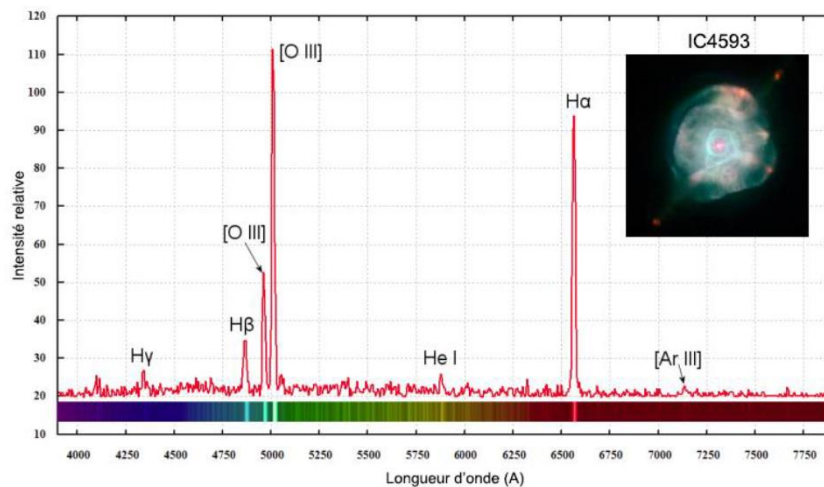 IC4593
[O III]
Hα
[O III]
Hβ
Hγ
He I
[Ar III]
Intensité relative
120
110
100
90
80
70
60
50
40
30
20
10
4000 4250 4500 4750 5000 5250 5500 5750 6000 6250 6500 6750 7000 7250 7500 7750
Longueur d'onde (A)